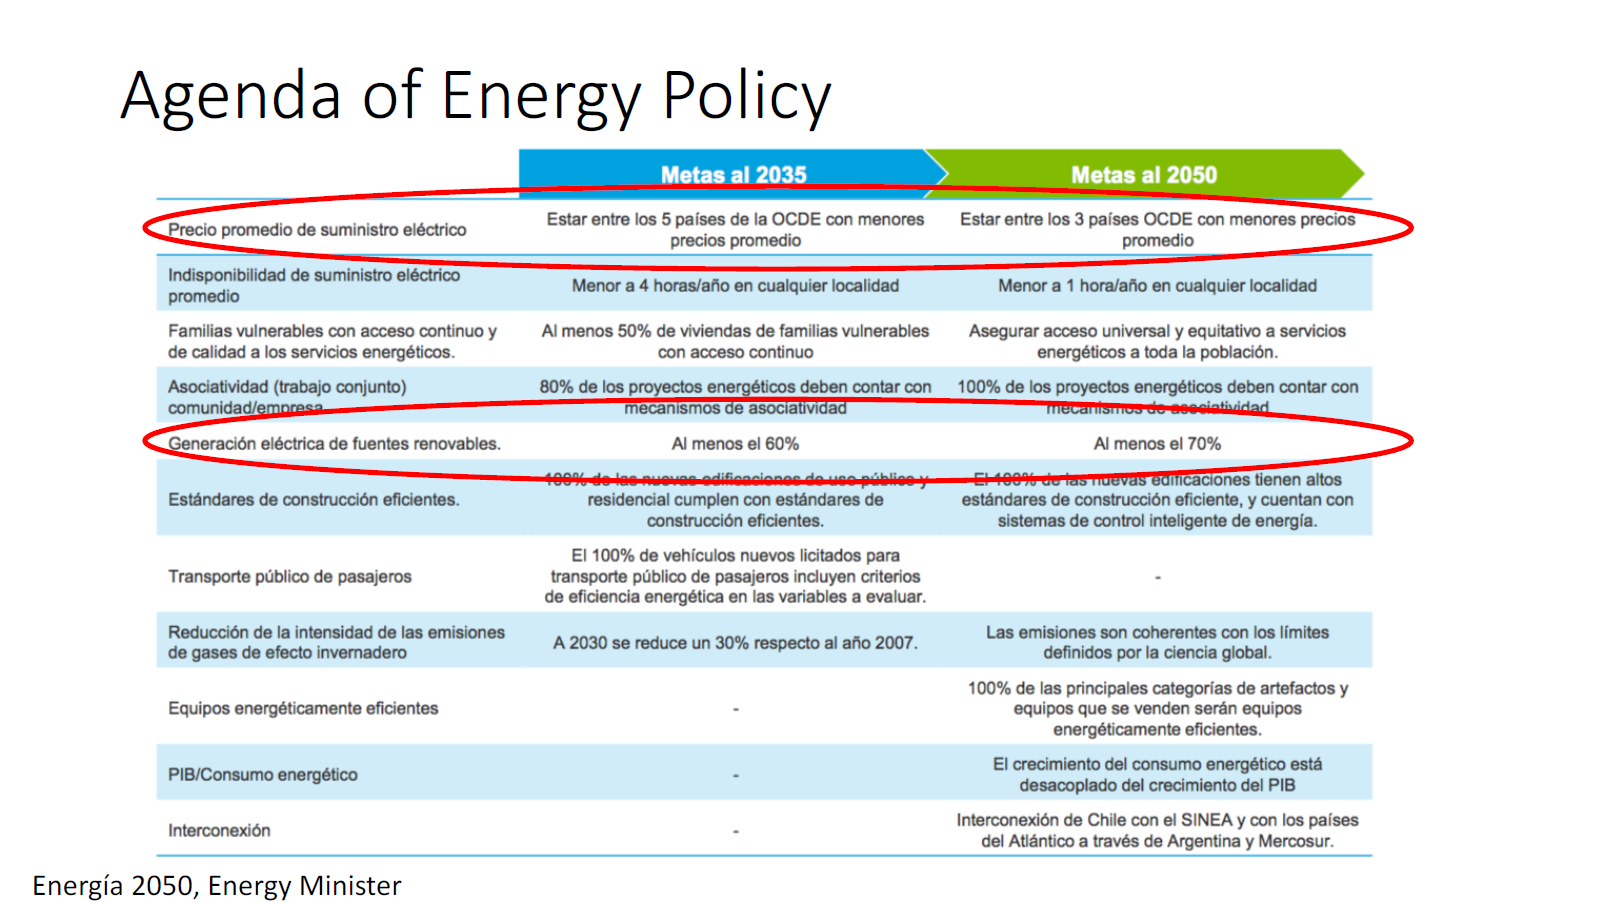 Agenda of Energy Policy
Metas al 2035
Metas al 2050
Precio promedio de suministro eléctrico
Estar entre los 5 países de la OCDE con menores
precios promedio
Estar entre los 3 países OCDE con menores precios
promedio
Indisponibilidad de suministro eléctrico
promedio
Menor a 4 horas/año en cualquier localidad
Menor a 1 hora/año en cualquier localidad
Familias vulnerables con acceso continuo y
de calidad a los servicios energéticos.
Al menos 50% de viviendas de familias vulnerables
con acceso continuo
Asegurar acceso universal y equitativo a servicios
energéticos a toda la población.
Asociatividad (trabajo conjunto)
comunidad/empresa
80% de los proyectos energéticos deben contar con
mecanismos de asociatividad
100% de los proyectos energéticos deben contar con
mecanismos de asociatividad
Generación eléctrica de fuentes renovables.
Al menos el 60%
Al menos el 70%
Estándares de construcción eficientes.
100% de las nuevas edificaciones de uso público y
residencial cumplen con estándares de
construcción eficientes.
El 100% de las nuevas edificaciones tienen altos
estándares de construcción eficiente, y cuentan con
sistemas de control inteligente de energía.
Transporte público de pasajeros
El 100% de vehículos nuevos licitados para
transporte público de pasajeros incluyen criterios
de eficiencia energética en las variables a evaluar.
-
Reducción de la intensidad de las emisiones
de gases de efecto invernadero
A 2030 se reduce un 30% respecto al año 2007.
Las emisiones son coherentes con los límites
definidos por la ciencia global.
Equipos energéticamente eficientes
-
100% de las principales categorías de artefactos y
equipos que se venden serán equipos
energéticamente eficientes.
PIB/Consumo energético
-
El crecimiento del consumo energético está
desacoplado del crecimiento del PIB
Interconexión
-
Interconexión de Chile con el SINEA y con los países
del Atlántico a través de Argentina y Mercosur.
Energía 2050, Energy Minister